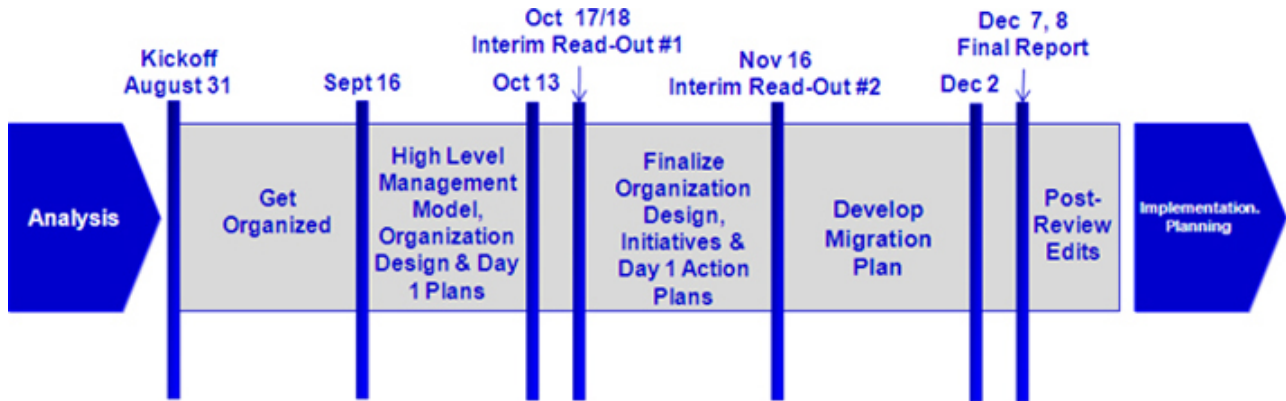 Oct 17/18
Interim Read-Out #1
Dec 7, 8
Final Report
Kickoff
August 31
Sept 16
Oct 13
Nov 16
Interim Read-Out #2
Dec 2
Analysis
Get
Organized
High Level
Management
Model,
Organization
Design & Day
1 Plans
Finalize
Organization
Design,
Initiatives &
Day 1 Action
Plans
Develop
Migration
Plan
Post-
Review
Edits
Implementation.
Planning